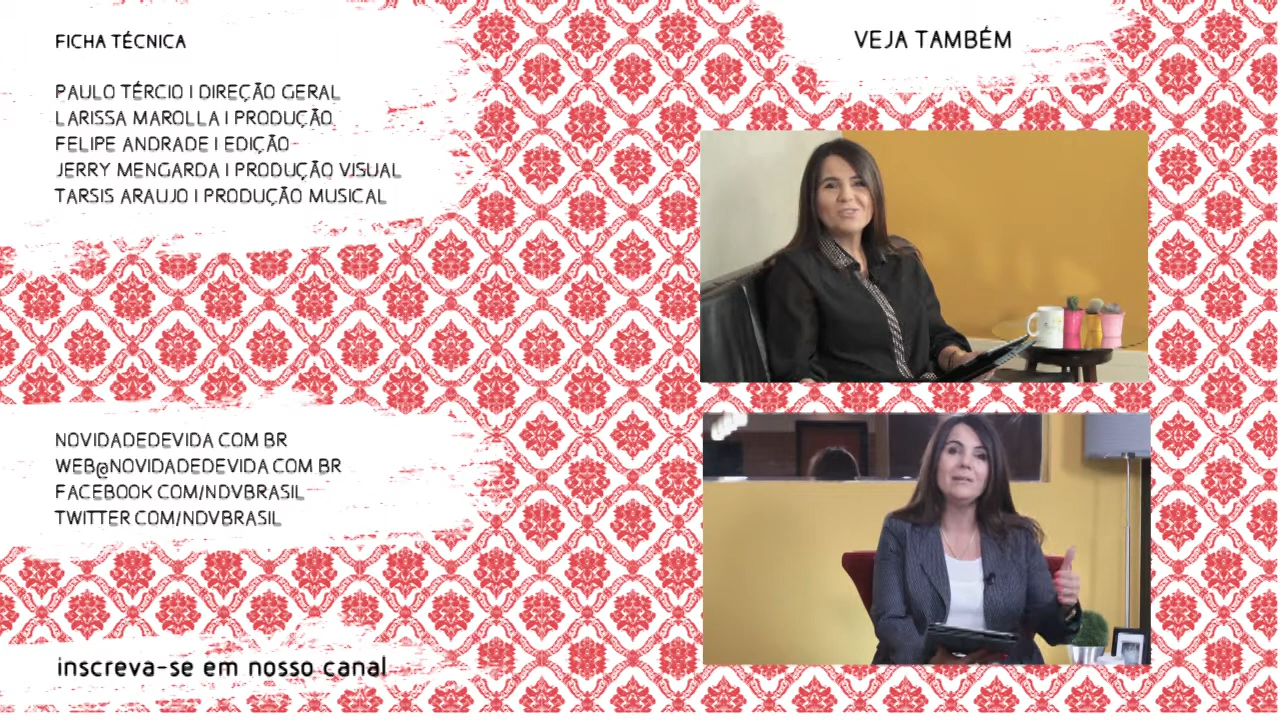 FICHA TÉCNICA
PAULO TÉRCIO | DIREÇÃO GERAL
LARISSA MAROLLA | PRODUÇÃO
FELIPE ANDRADE | EDIÇÃO
JERRY MENGARDA | PRODUÇÃO VISUAL
TARSIS ARAUJO | PRODUÇÃO MUSICAL
NOVIDADEDEVIDA.COM.BR
WEB@NOVIDADEDEVIDA.COM.BR
FACEBOOK.COM/NDVBRASIL
TWITTER.COM/NDVBRASIL
inscreva-se em nosso canal
VEJA TAMBÉM